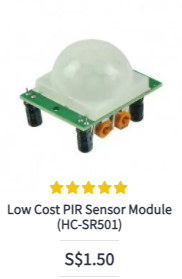 Low Cost PIR Sensor Module
(HC-SR501)
S$1.50